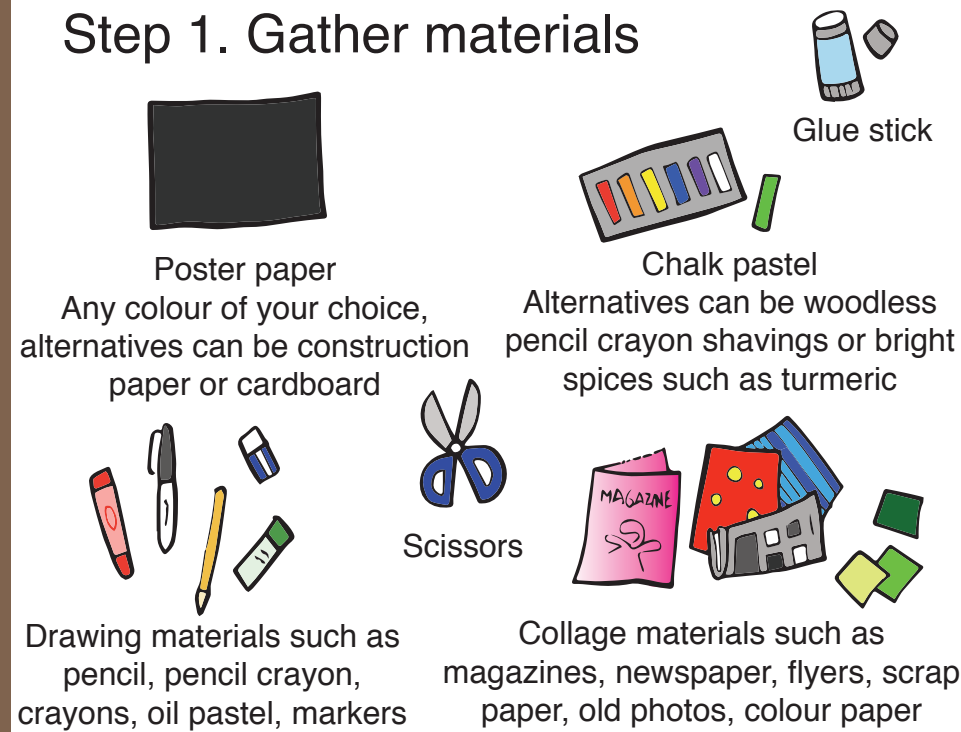 Step 1. Gather materials
Glue stick
Poster paper
Any colour of your choice,
alternatives can be construction
paper or cardboard
Chalk pastel
Alternatives can be woodless
pencil crayon shavings or bright
spices such as turmeric
Scissors
MAGAZINE
Drawing materials such as
pencil, pencil crayon,
crayons, oil pastel, markers
Collage materials such as
magazines, newspaper, flyers, scrap
paper, old photos, colour paper